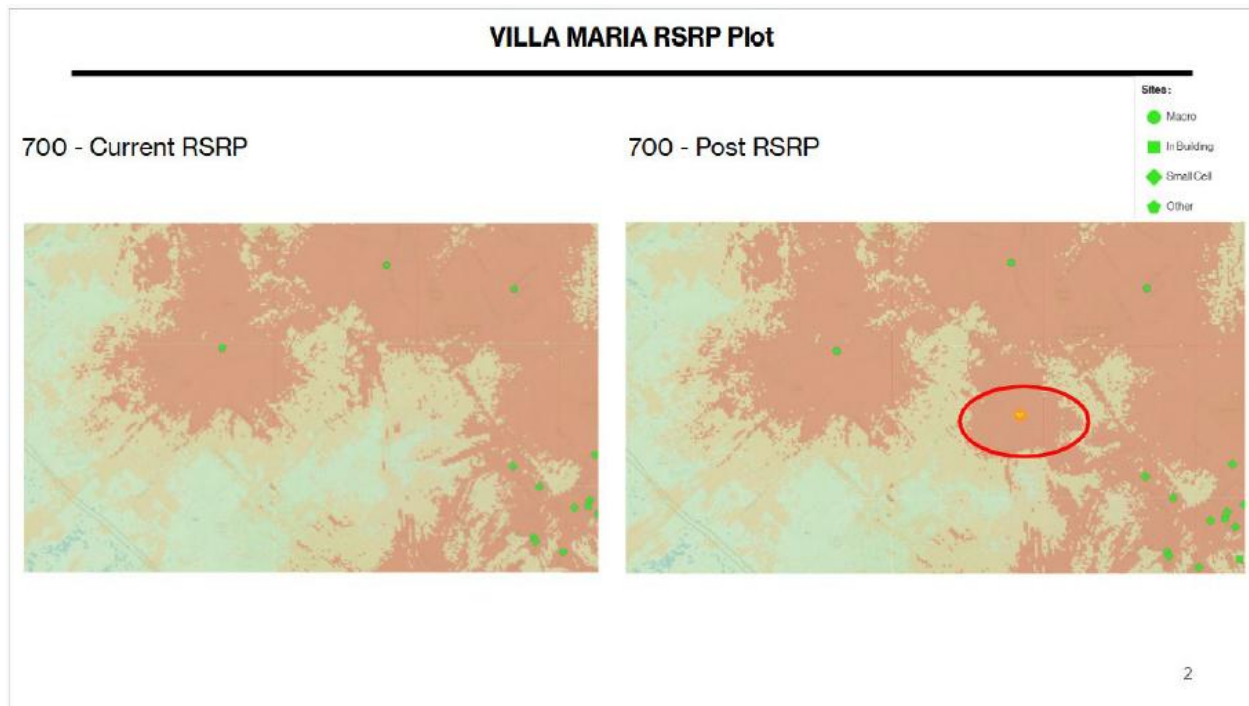 VILLA MARIA RSRP Plot
Sites :
Macro
In Building
Small Cell
Other
700 - Current RSRP
700 - Post RSRP
2